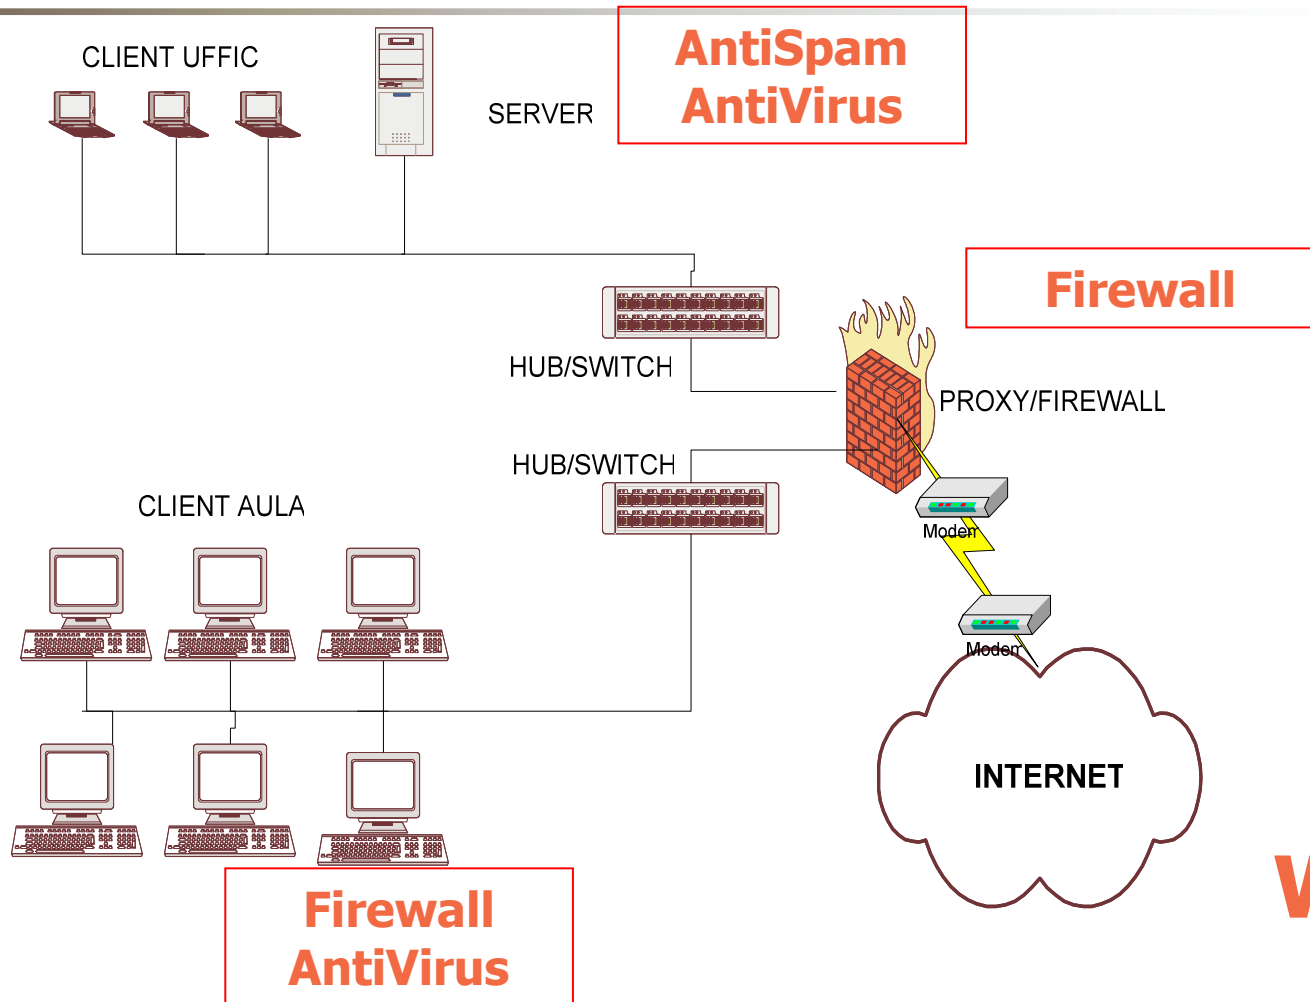 AntiSpam
AntiVirus
CLIENT UFFIC
SERVER
Firewall
HUB/SWITCH
PROXY/FIREWALL
HUB/SWITCH
CLIENT AULA
Modem
Modem
INTERNET
Firewall
AntiVirus